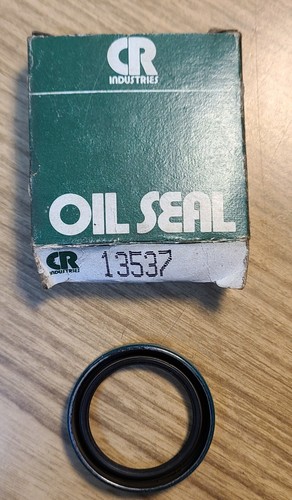 CR
INDUSTRIES
OIL SEAL
CR
INDUSTRIES
13537